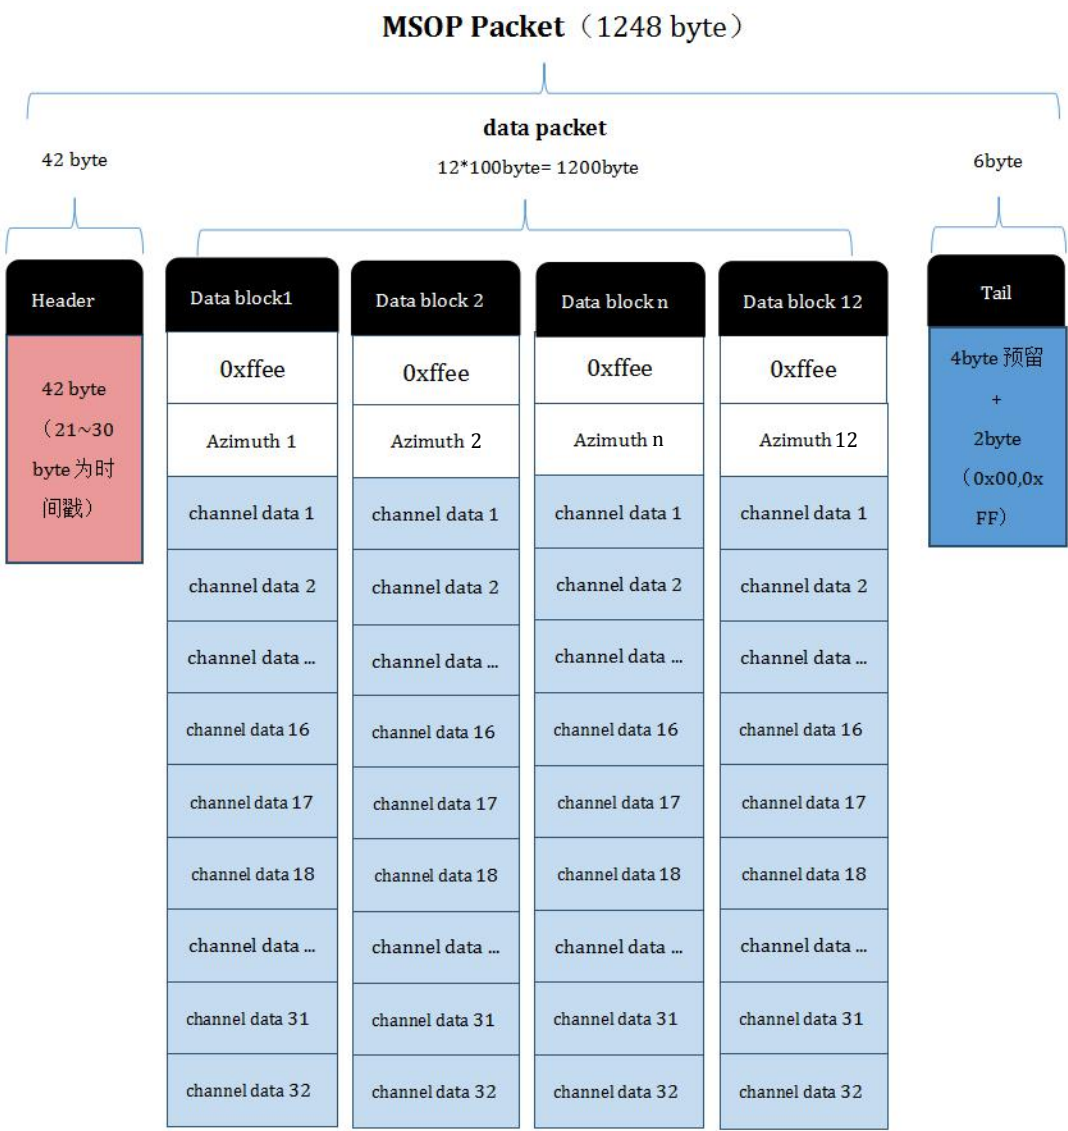 MSOP Packet（1248 byte）
data packet
42 byte
12*100byte= 1200byte
6byte
Header
Data block1
Data block 2
Data block n
Data block 12
Tail
42 byte
（21~30
byte 为时
间戳）
0xffee
Azimuth 1
channel data 1
channel data 2
channel data ...
channel data 16
channel data 17
channel data 18
channel data ...
channel data 31
channel data 32
0xffee
Azimuth 2
channel data 1
channel data 2
channel data ...
channel data 16
channel data 17
channel data 18
channel data ...
channel data 31
channel data 32
0xffee
Azimuth n
channel data 1
channel data 2
channel data ...
channel data 16
channel data 17
channel data 18
channel data ...
channel data 31
channel data 32
0xffee
Azimuth 12
channel data 1
channel data 2
channel data ...
channel data 16
channel data 17
channel data 18
channel data ...
channel data 31
channel data 32
4byte 预留
+
2byte
（0x00,0x
FF）